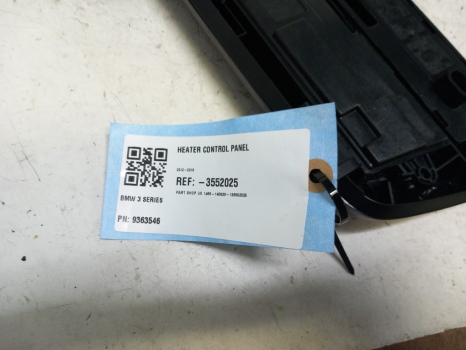 HEATER CONTROL PANEL
REF: -3552025
BMW 3 SERIES
PN: 9363546